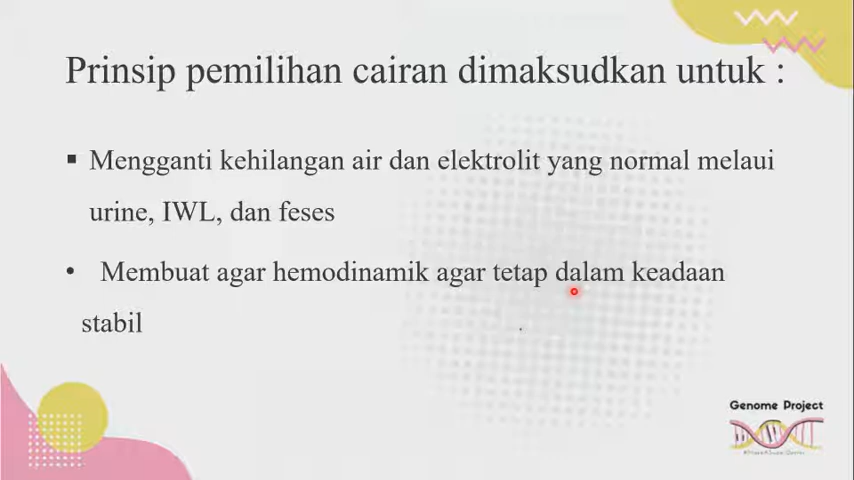 Prinsip pemilihan cairan dimaksudkan untuk :
▪ Mengganti kehilangan air dan elektrolit yang normal melaui
urine, IWL, dan feses
• Membuat agar hemodinamik agar tetap dalam keadaan
stabil
Genome Project